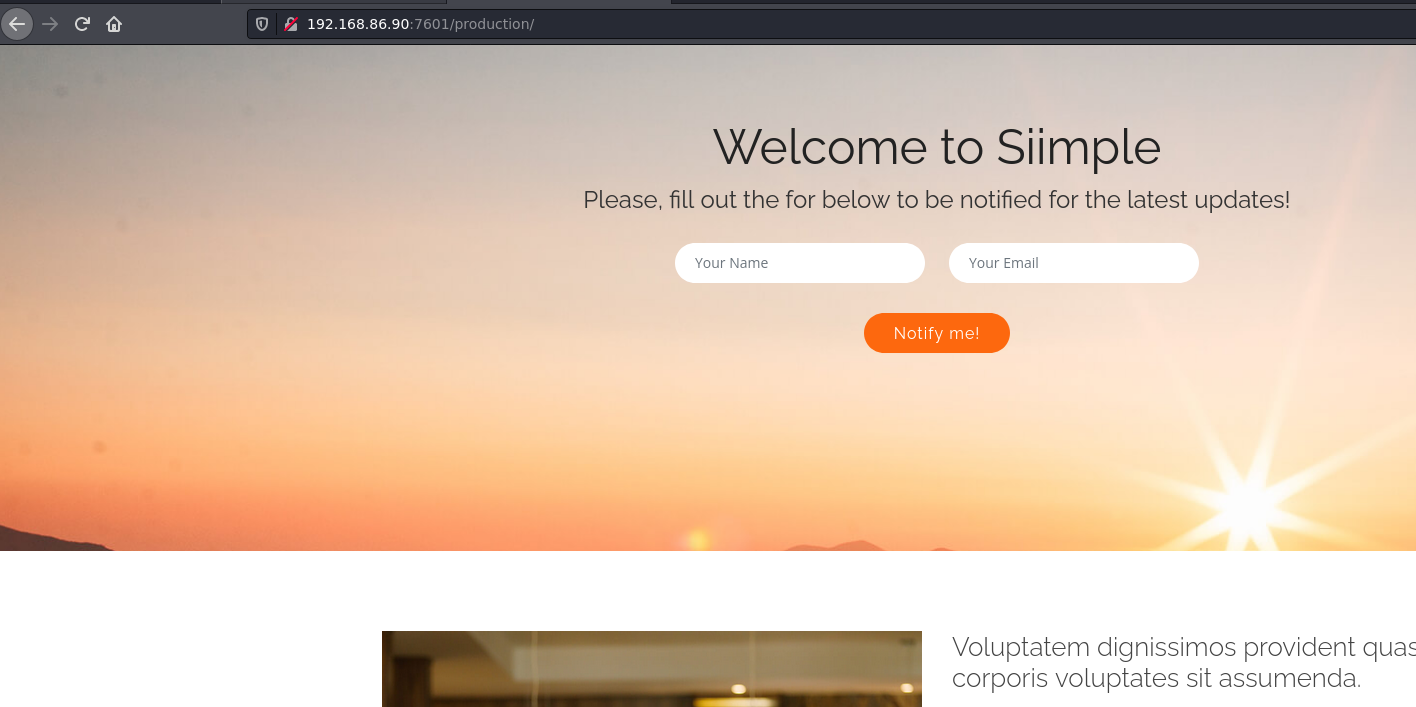 192.168.86.90:7601/production/
Welcome to Siimple
Please, fill out the for below to be notified for the latest updates!
Your Name
Your Email
Notify me!
Voluptatem dignissimos provident quas
corporis voluptates sit assumenda.